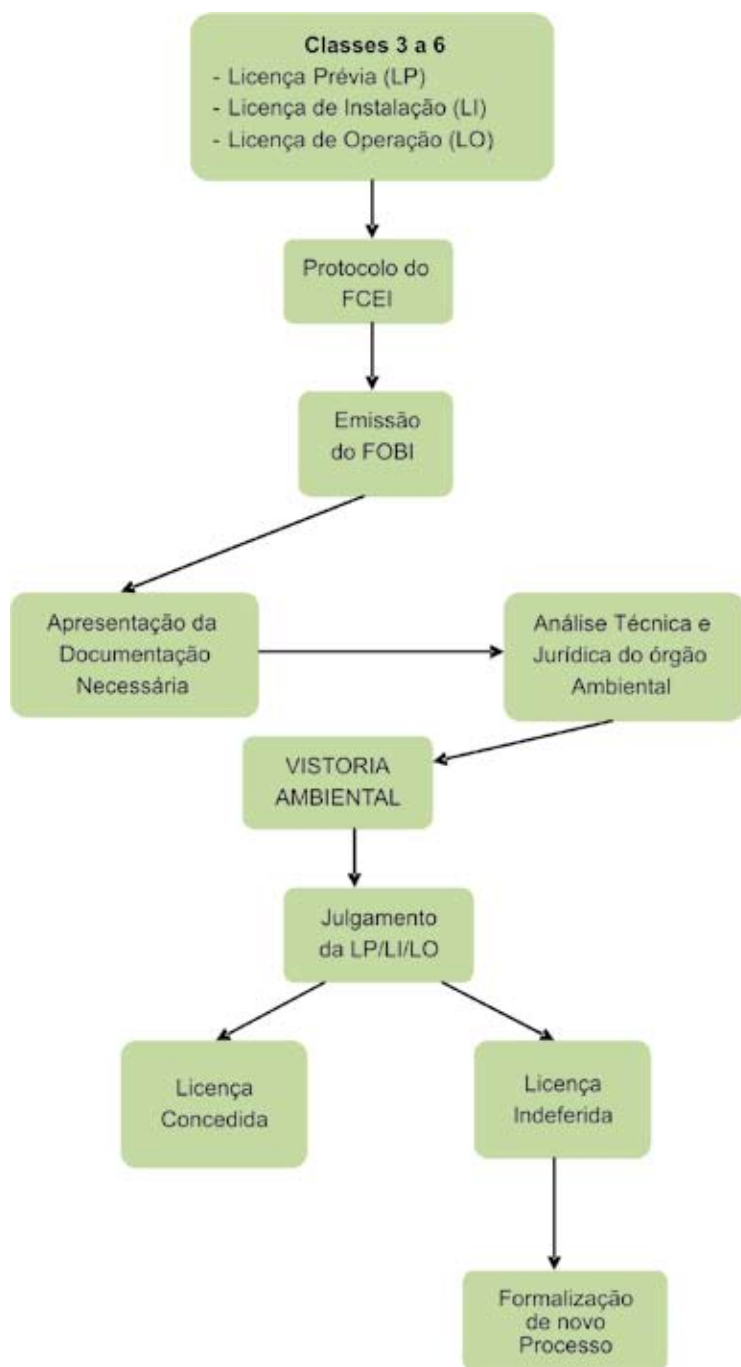 Classes 3 a 6
- Licença Prévia (LP)
- Licença de Instalação (LI)
- Licença de Operação (LO)
Protocolo do
FCEI
Emissão
do FOBI
Apresentação da
Documentação
Necessária
Análise Técnica e
Jurídica do órgão
Ambiental
VISTORIA
AMBIENTAL
Julgamento
da LP/LI/LO
Licença
Concedida
Licença
Indeferida
Formalização
de novo
Processo